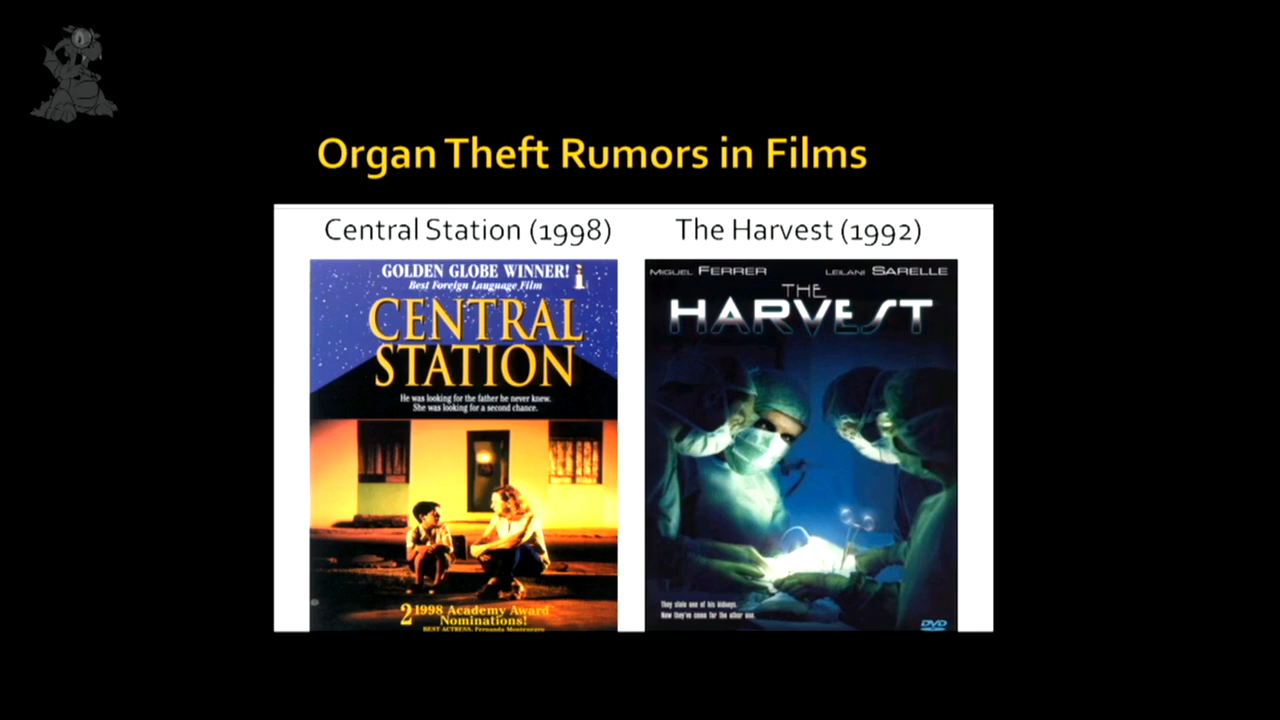 Organ Theft Rumors in Films
Central Station (1998)
The Harvest (1992)
GOLDEN GLOBE WINNER!
Best Foreign Language Film
CENTRAL
STATION
He was looking for the father he never knew.
She was looking for a second chance.
2 1998 Academy Award
Nominations!
BEST ACTRESS, Fernanda Montenegro
MIGUEL FERRER
LEILANI SARELLE
THE
HARVEST
They stole one of his kidneys.
Now they've come for the other one.
DVD